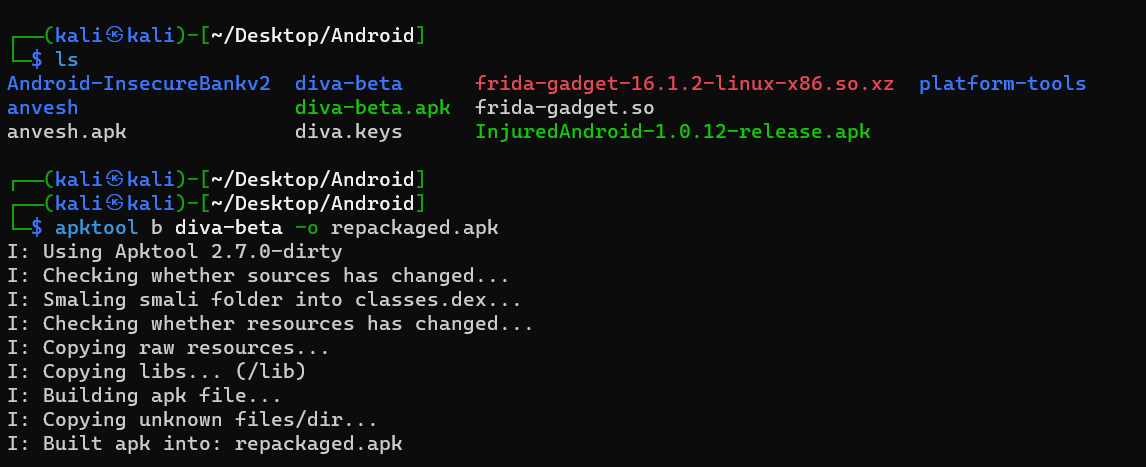 ┌──(kali㉿kali)-[~/Desktop/Android]
└─$ ls
Android-InsecureBankv2  diva-beta      frida-gadget-16.1.2-linux-x86.so.xz  platform-tools
anvesh                  diva-beta.apk  frida-gadget.so
anvesh.apk              diva.keys      InjuredAndroid-1.0.12-release.apk
┌──(kali㉿kali)-[~/Desktop/Android]
┌──(kali㉿kali)-[~/Desktop/Android]
└─$ apktool b diva-beta -o repackaged.apk
I: Using Apktool 2.7.0-dirty
I: Checking whether sources has changed...
I: Smaling smali folder into classes.dex...
I: Checking whether resources has changed...
I: Copying raw resources...
I: Copying libs... (/lib)
I: Building apk file...
I: Copying unknown files/dir...
I: Built apk into: repackaged.apk